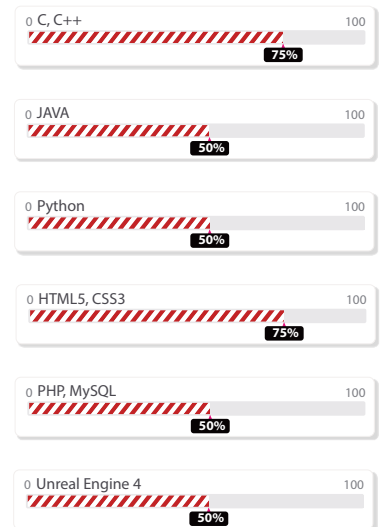 0 C, C++ 100
75%
0 JAVA 100
50%
0 Python 100
50%
0 HTML5, CSS3 100
75%
0 PHP, MySQL 100
50%
0 Unreal Engine 4 100
50%